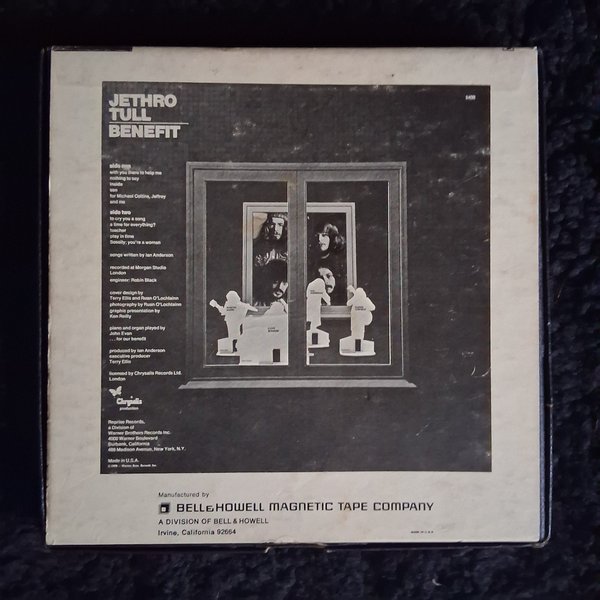 JETHRO
TULL
BENEFIT
6400
side one
with you there to help me
nothing to say
inside
son
for Michael Collins, Jeffrey
and me
side two
to cry you a song
a time for everything?
teacher
play in time
Sossity; you're a woman
songs written by Ian Anderson
recorded at Morgan Studio
London
engineer: Robin Black
cover design by
Terry Ellis and Ruan O'Lochlainn
photography by Ruan O'Lochlainn
graphic presentation by
Ken Reilly
piano and organ played by
John Evan
. . . for our benefit
produced by Ian Anderson
executive producer
Terry Ellis
licensed by Chrysalis Records Ltd.
London
Chrysalis
production
Reprise Records,
a Division of
Warner Brothers Records Inc.
4000 Warner Boulevard
Burbank, California
488 Madison Avenue, New York, N.Y.
Made in U.S.A.
Manufactured by
BELL & HOWELL MAGNETIC TAPE COMPANY
A DIVISION OF BELL & HOWELL
Irvine, California 92664
MADE IN U.S.A.